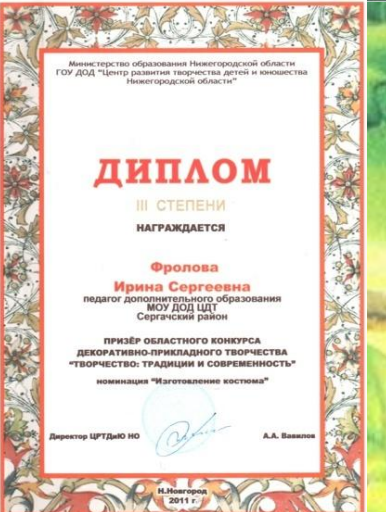 Министерство образования Нижегородской области
ГОУ ДОД "Центр развития творчества детей и юношества
Нижегородской области"
ДИПЛОМ
III СТЕПЕНИ
НАГРАЖДАЕТСЯ
Фролова
Ирина Сергеевна
педагог дополнительного образования
МОУ ДОД ЦДТ
Сергачский район
ПРИЗЁР ОБЛАСТНОГО КОНКУРСА
ДЕКОРАТИВНО-ПРИКЛАДНОГО ТВОРЧЕСТВА
"ТВОРЧЕСТВО: ТРАДИЦИИ И СОВРЕМЕННОСТЬ"
номинация "Изготовление костюма"
Директор ЦРТДиЮ НО А.А. Вавилов
Н.Новгород
2011 г.